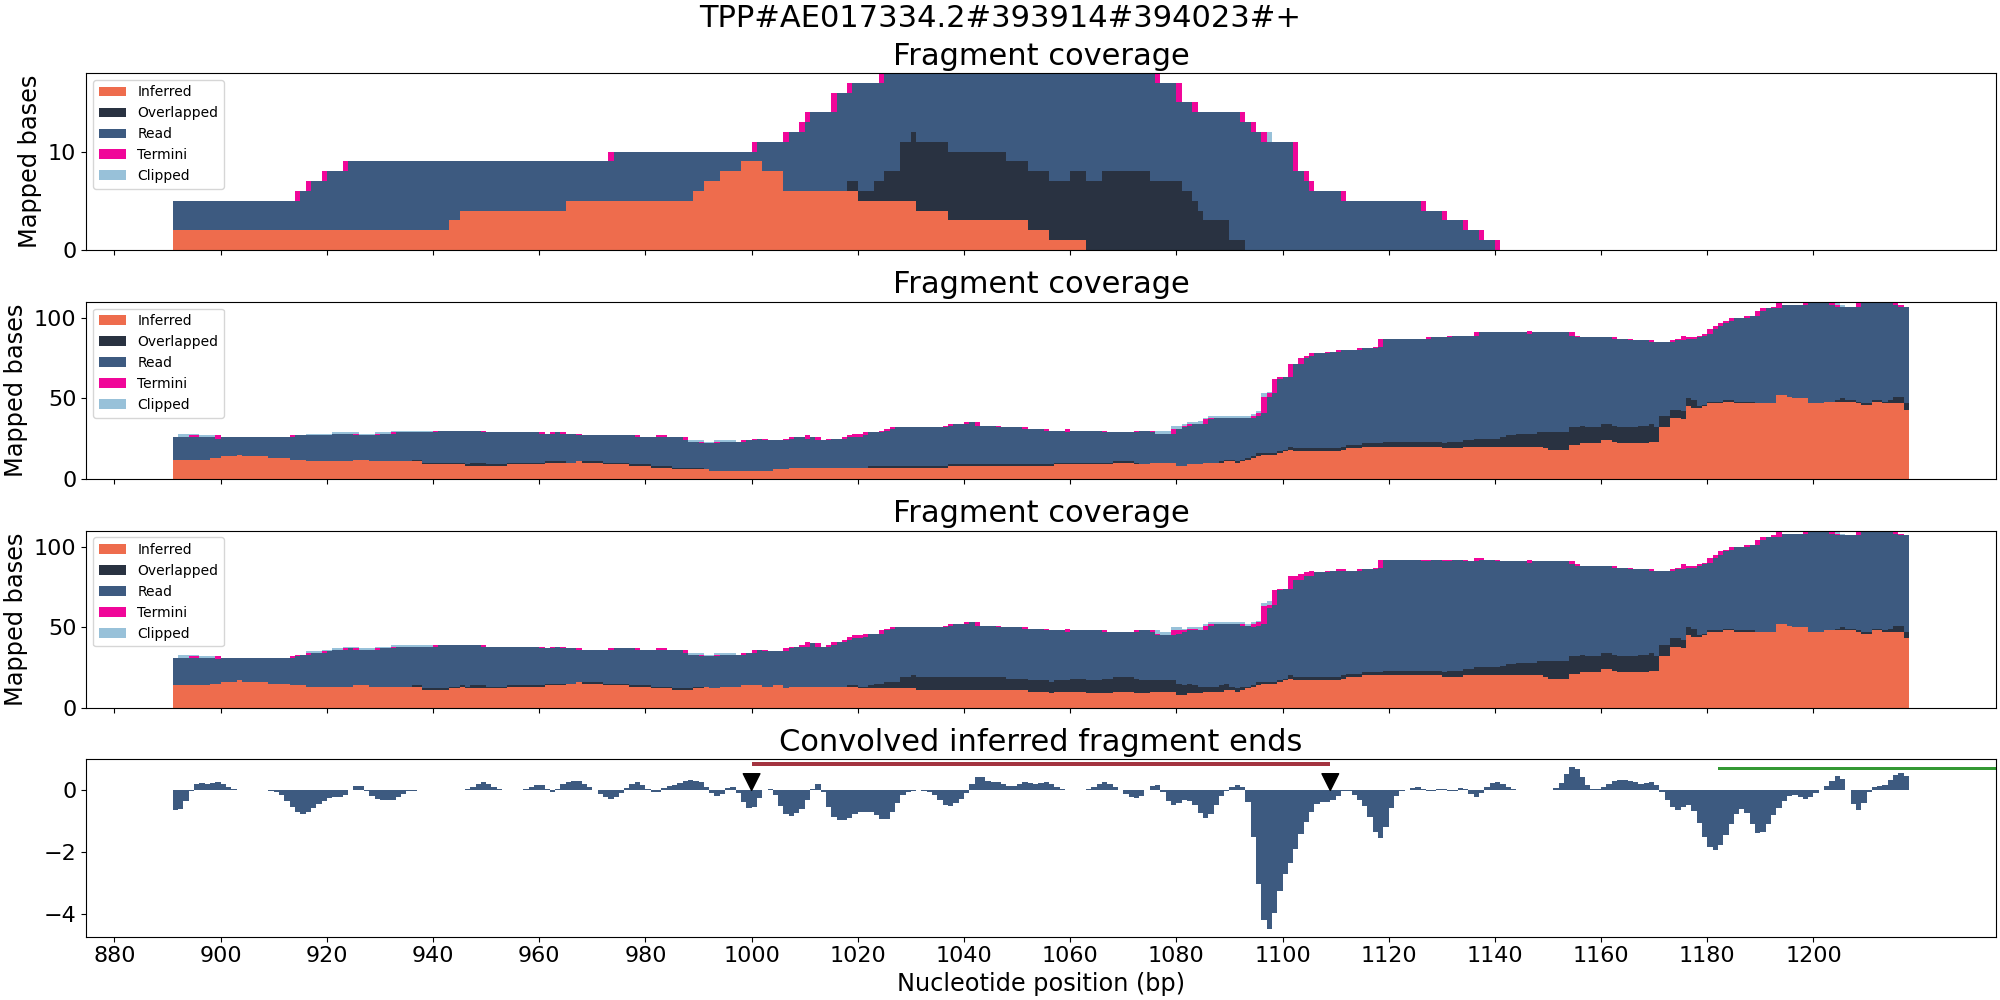 TPP#AE017334.2#393914#394023#+
Fragment coverage
Mapped bases
10
0
Inferred
Overlapped
Read
Termini
Clipped
Fragment coverage
Mapped bases
100
50
0
Inferred
Overlapped
Read
Termini
Clipped
Fragment coverage
Mapped bases
100
50
0
Inferred
Overlapped
Read
Termini
Clipped
Convolved inferred fragment ends
0
−2
−4
880 900 920 940 960 980 1000 1020 1040 1060 1080 1100 1120 1140 1160 1180 1200
Nucleotide position (bp)